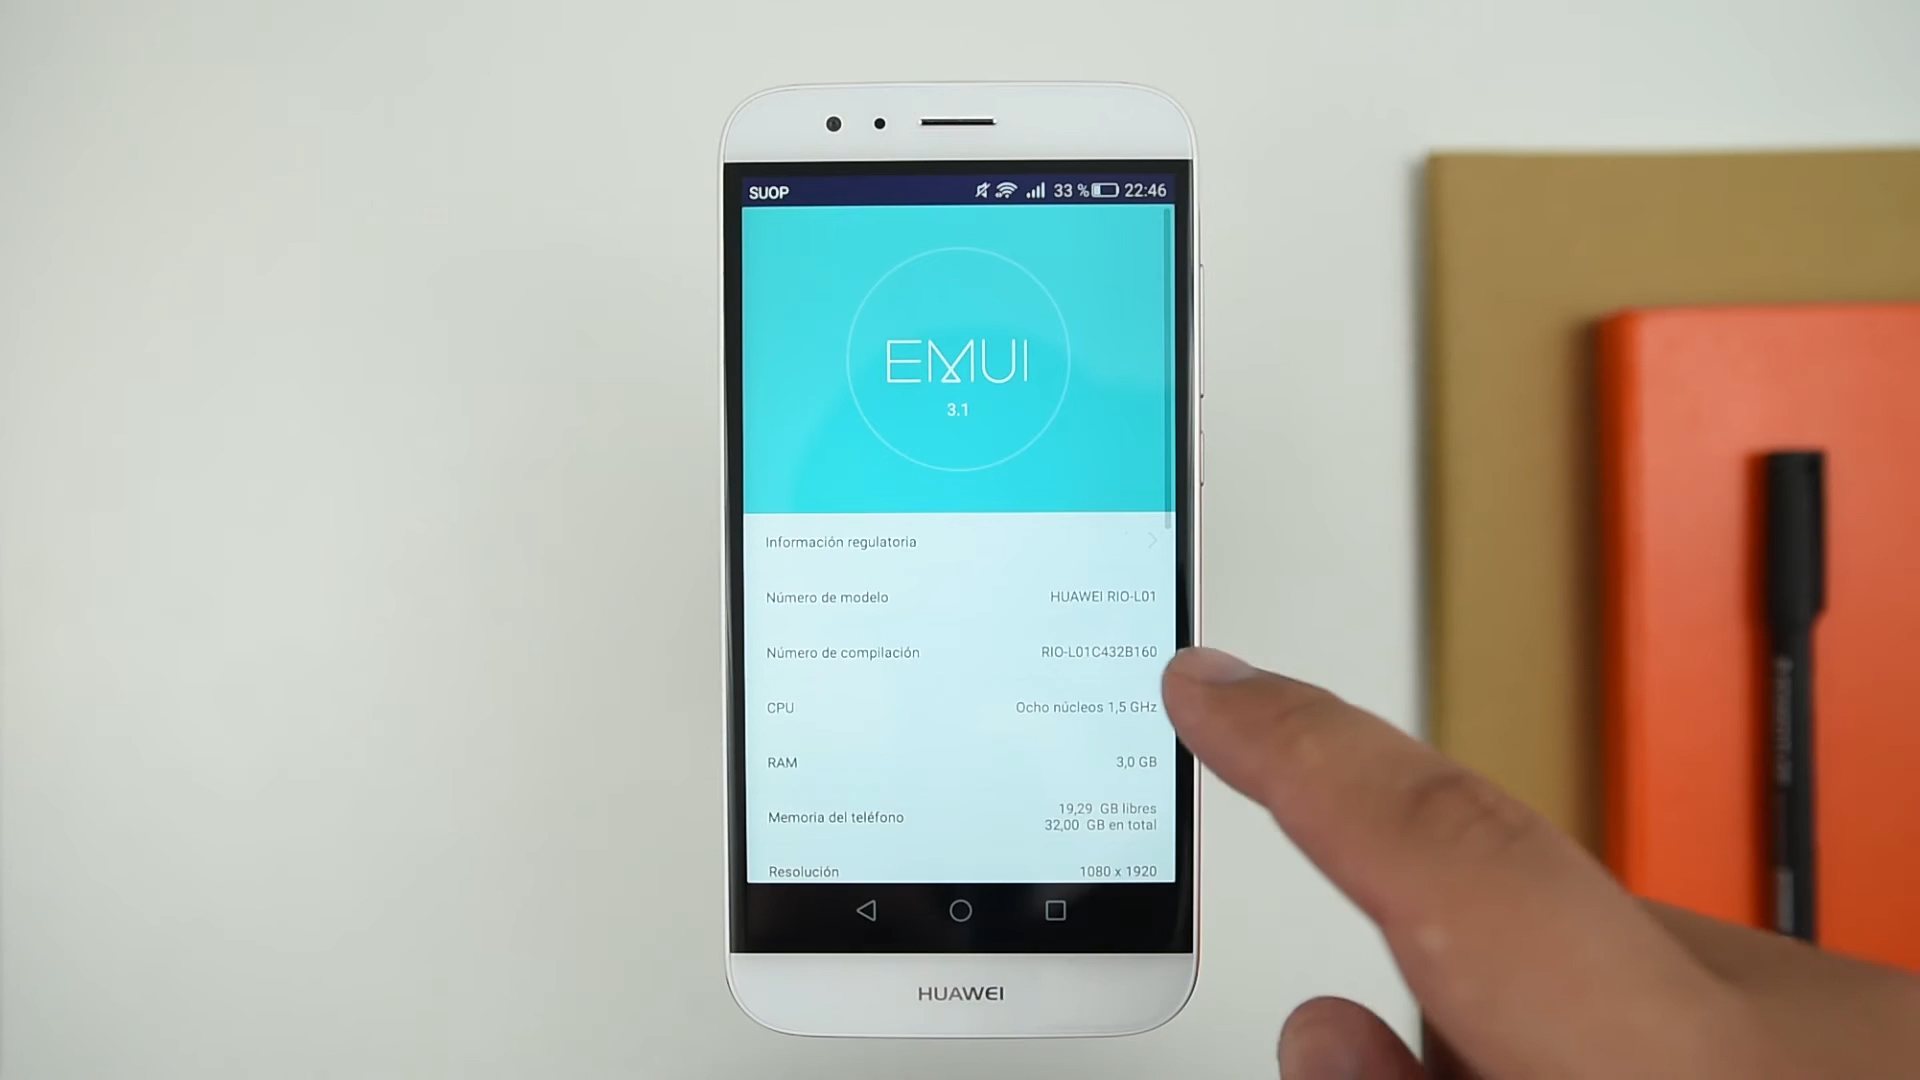 SUOP 33 % 22:46
EMUI
3.1
Información regulatoria
Número de modelo HUAWEI RIO-L01
Número de compilación RIO-L01C432B160
CPU Ocho núcleos 1,5 GHz
RAM 3,0 GB
Memoria del teléfono 19,29 GB libres
32,00 GB en total
Resolución 1080 x 1920
HUAWEI